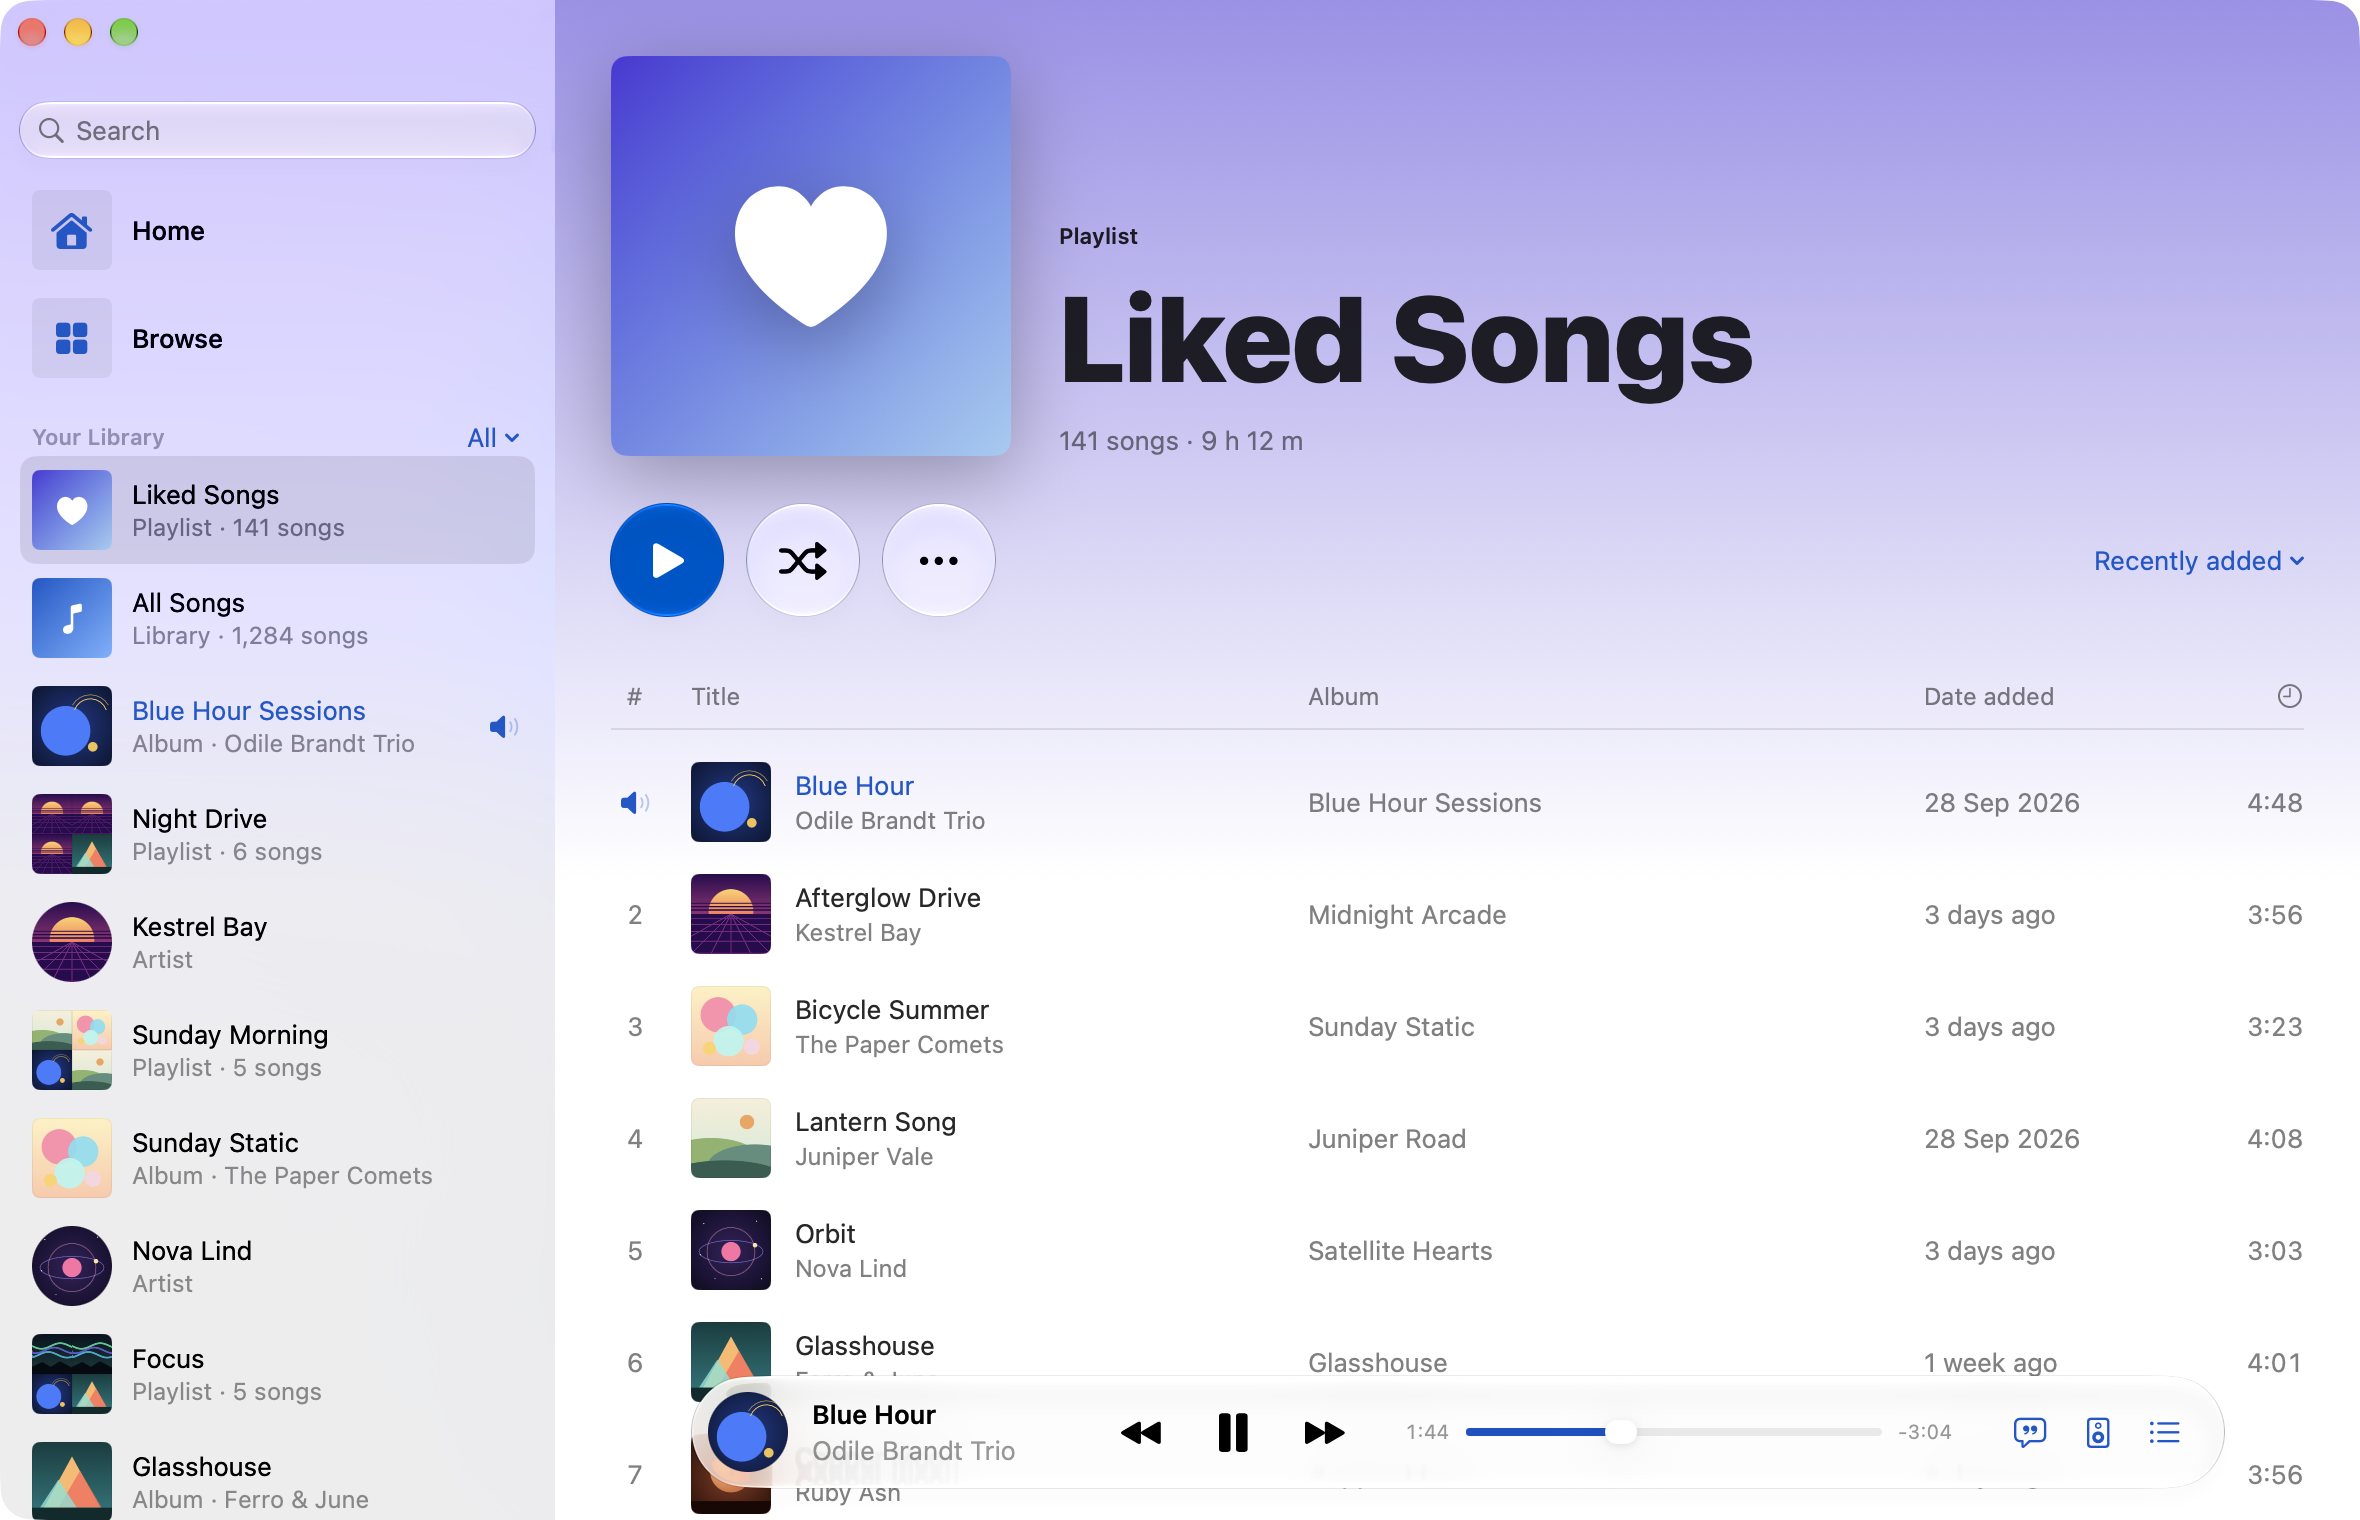 Search
Home
Browse
Your Library
All
Liked Songs
Playlist · 141 songs
All Songs
Library · 1,284 songs
Blue Hour Sessions
Album · Odile Brandt Trio
Night Drive
Playlist · 6 songs
Kestrel Bay
Artist
Sunday Morning
Playlist · 5 songs
Sunday Static
Album · The Paper Comets
Nova Lind
Artist
Focus
Playlist · 5 songs
Glasshouse
Album · Ferro & June
Playlist
Liked Songs
141 songs · 9 h 12 m
Recently added
# Title Album Date added
Blue Hour
Odile Brandt Trio
Blue Hour Sessions 28 Sep 2026 4:48
2 Afterglow Drive
Kestrel Bay
Midnight Arcade 3 days ago 3:56
3 Bicycle Summer
The Paper Comets
Sunday Static 3 days ago 3:23
4 Lantern Song
Juniper Vale
Juniper Road 28 Sep 2026 4:08
5 Orbit
Nova Lind
Satellite Hearts 3 days ago 3:03
6 Glasshouse
Glasshouse 1 week ago 4:01
Blue Hour
Odile Brandt Trio
1:44 -3:04
7 3:56
Ruby Ash